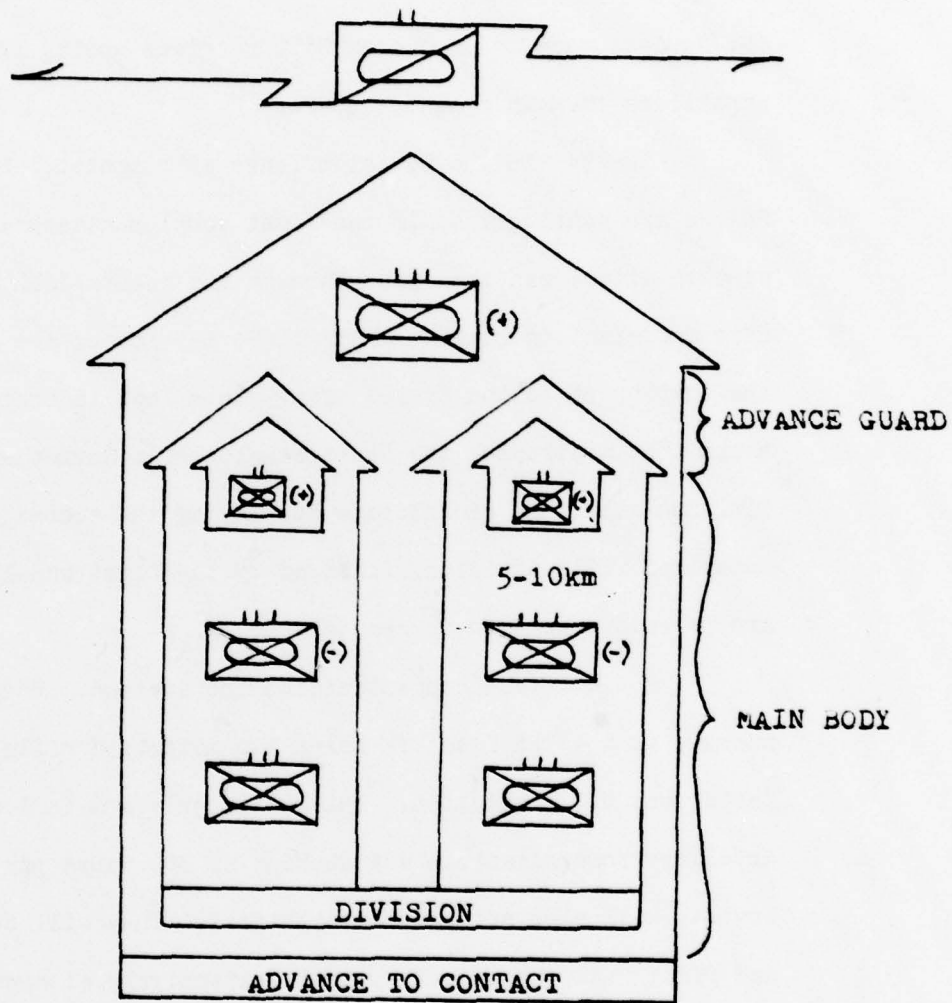 (+)
ADVANCE GUARD
(+)
(+)
5-10km
(-)
(-)
MAIN BODY
DIVISION
ADVANCE TO CONTACT